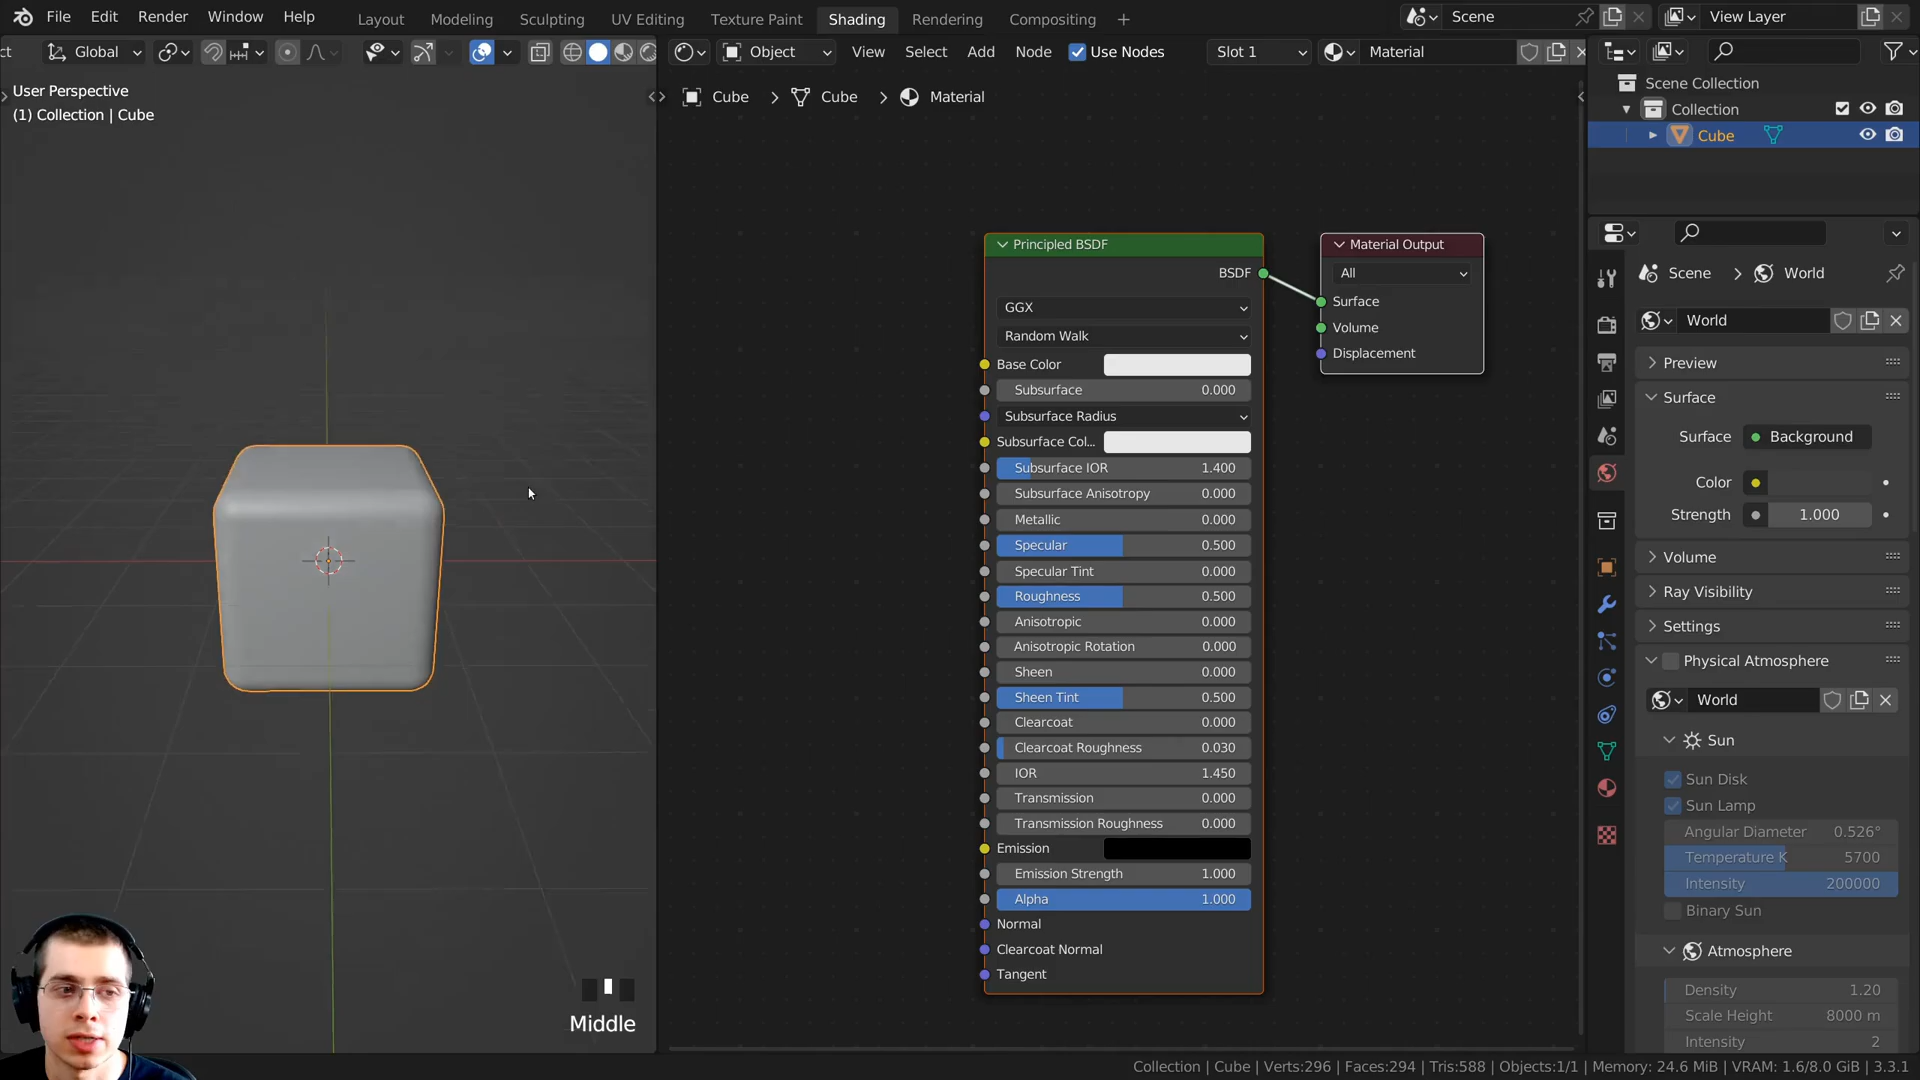 File Edit Render Window Help Layout Modeling Sculpting UV Editing Texture Paint Shading Rendering Compositing Scene View Layer
Global Object View Select Add Node Use Nodes Slot 1 Material
User Perspective
(1) Collection | Cube
Cube Cube Material
Principled BSDF
BSDF
GGX
Random Walk
Base Color
Subsurface 0.000
Subsurface Radius
Subsurface Col...
Subsurface IOR 1.400
Subsurface Anisotropy 0.000
Metallic 0.000
Specular 0.500
Specular Tint 0.000
Roughness 0.500
Anisotropic 0.000
Anisotropic Rotation 0.000
Sheen 0.000
Sheen Tint 0.500
Clearcoat 0.000
Clearcoat Roughness 0.030
IOR 1.450
Transmission 0.000
Transmission Roughness 0.000
Emission
Emission Strength 1.000
Alpha 1.000
Normal
Clearcoat Normal
Tangent
Material Output
All
Surface
Volume
Displacement
Scene Collection
Collection
Cube
Scene World
World
Preview
Surface
Surface Background
Color
Strength 1.000
Volume
Ray Visibility
Settings
Physical Atmosphere
World
Sun
Sun Disk
Sun Lamp
Angular Diameter 0.526°
Temperature K 5700
Intensity 200000
Binary Sun
Atmosphere
Density 1.20
Scale Height 8000 m
Intensity 2
Middle
Collection | Cube | Verts:296 | Faces:294 | Tris:588 | Objects:1/1 | Memory: 24.6 MiB | VRAM: 1.6/8.0 GiB | 3.3.1